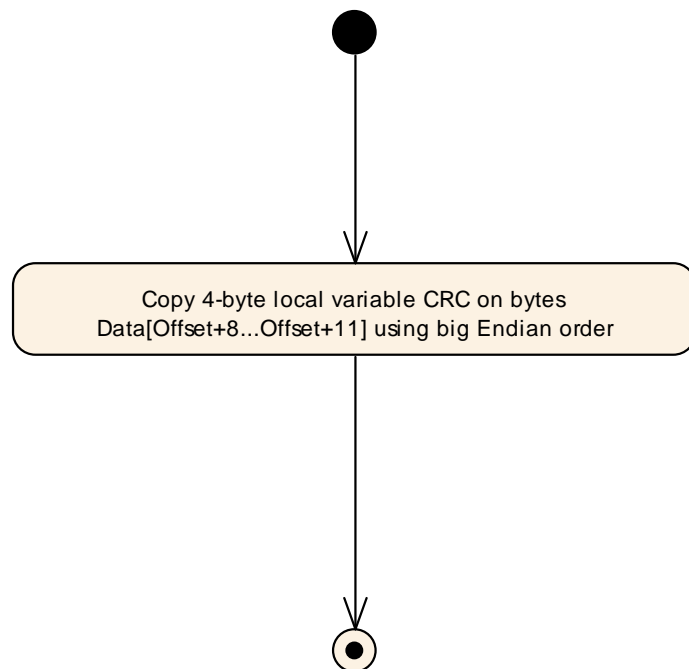 Copy 4-byte local variable CRC on bytes
Data[Offset+8...Offset+11] using big Endian order